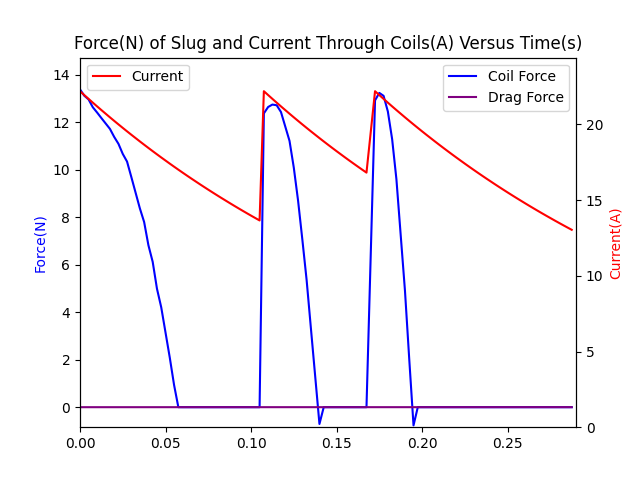 Force(N) of Slug and Current Through Coils(A) Versus Time(s)
Current
Coil Force
Drag Force
Force(N)
14
12
10
8
6
4
2
0
Current(A)
20
15
10
5
0
0.00 0.05 0.10 0.15 0.20 0.25